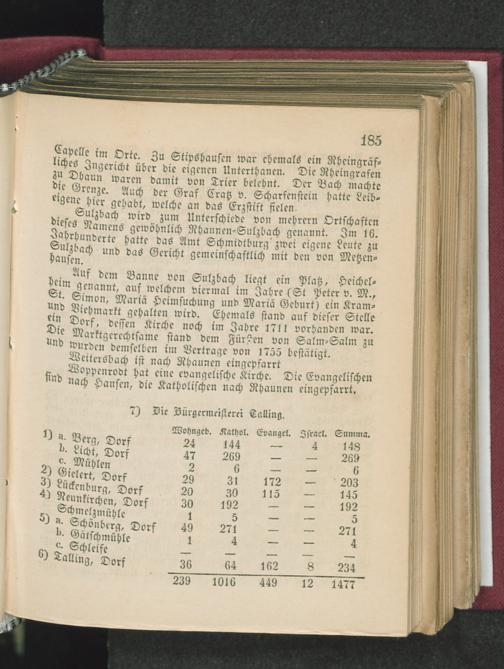 185
Capelle im Orte. Zu Stipshausen war ehemals ein Rheingräf-
liches Ingericht über die eigenen Unterthanen. Die Rheingrafen
zu Dhaun waren damit von Trier belehnt. Der Bach machte
die Grenze. Auch der Graf Cratz v. Scharfenstein hatte Leib-
eigene hier gehabt, welche an das Erzstift fielen.
Sulzbach wird zum Unterschiede von mehrern Ortschaften
dieses Namens gewöhnlich Rhaunen-Sulzbach genannt. Im 16.
Jahrhunderte hatte das Amt Schmidtburg zwei eigene Leute zu
Sulzbach und das Gericht gemeinschaftlich mit den von Metzen-
hausen.
Auf dem Banne von Sulzbach liegt ein Platz, Heichel-
heim genannt, auf welchem viermal im Jahre (St Peter v. M.,
St. Simon, Mariä Heimsuchung und Mariä Geburt) ein Kram-
und Viehmarkt gehalten wird. Ehemals stand auf dieser Stelle
ein Dorf, dessen Kirche noch im Jahre 1711 vorhanden war.
Die Marktgerechtsame stand dem Fürsten von Salm-Salm zu
und wurden demselben im Vertrage von 1755 bestätigt.
Weitersbach ist nach Rhaunen eingepfarrt
Woppenrodt hat eine evangelische Kirche. Die Evangelischen
sind nach Hausen, die Katholischen nach Rhaunen eingepfarrt.
7) Die Bürgermeisterei Talling.
Wohngeb. Kathol. Evangel. Israel. Summa.
1) a. Berg, Dorf 24 144 — 4 148
b. Licht, Dorf 47 269 — — 269
c. Mühlen 2 6 — — 6
2) Gielert, Dorf 29 31 172 — 203
3) Lückenburg, Dorf 20 30 115 — 145
4) Neunkirchen, Dorf 30 192 — — 192
Schmelzmühle 1 5 — — 5
5) a. Schönberg, Dorf 49 271 — — 271
b. Gätschmühle 1 4 — — 4
c. Schleife — — — — —
6) Talling, Dorf 36 64 162 8 234
239 1016 449 12 1477